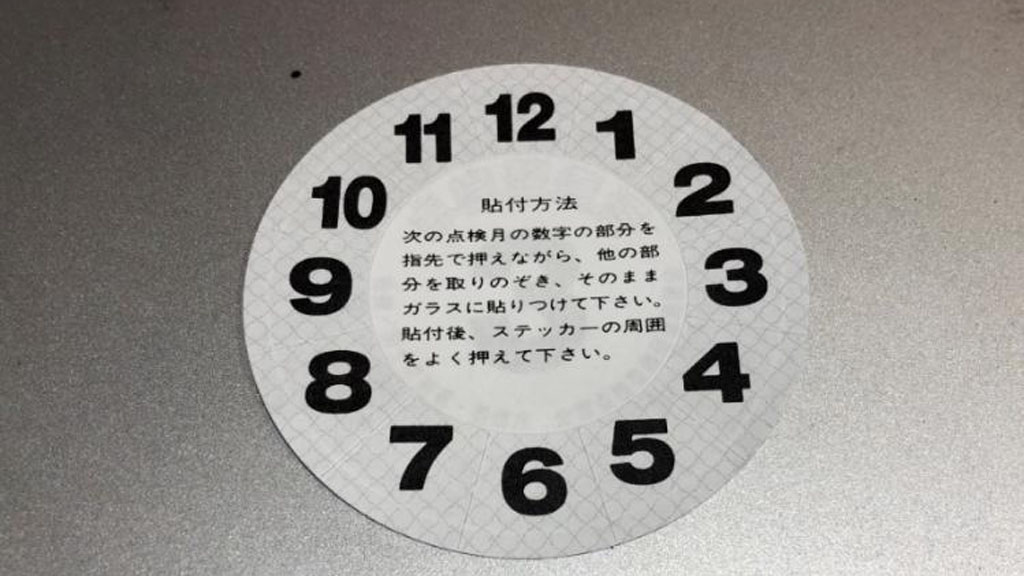 12
1
2
3
4
5
6
7
8
9
10
11
貼付方法
次の点検月の数字の部分を
指先で押えながら、他の部
分を取りのぞき、そのまま
ガラスに貼りつけて下さい。
貼付後、ステッカーの周囲
をよく押えて下さい。